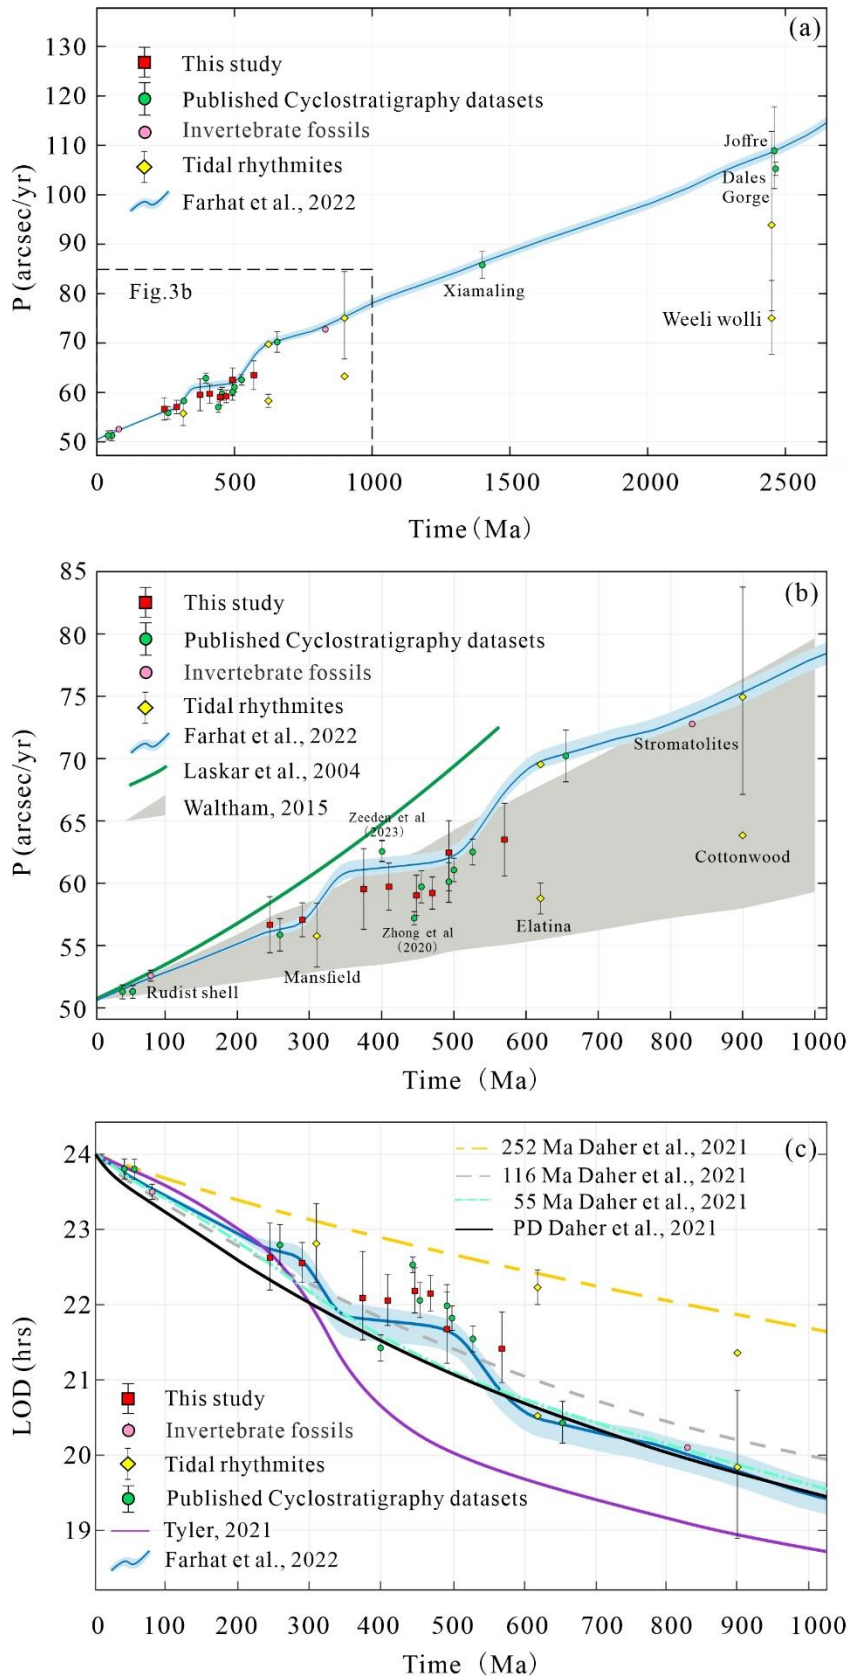 (a)
This study
Published Cyclostratigraphy datasets
Invertebrate fossils
Tidal rhythmites
Farhat et al., 2022
Fig.3b
Joffre
Dales
Gorge
Xiamaling
Weeli wolli
P (arcsec/yr)
130
120
110
100
90
80
70
60
50
0 500 1000 1500 2000 2500
Time (Ma)
(b)
This study
Published Cyclostratigraphy datasets
Invertebrate fossils
Tidal rhythmites
Farhat et al., 2022
Laskar et al., 2004
Waltham, 2015
Zeeden et al
(2023)
Stromatolites
Cottonwood
Elatina
Zhong et al
(2020)
Mansfield
Rudist shell
P (arcsec/yr)
85
80
75
70
65
60
55
50
0 100 200 300 400 500 600 700 800 900 1000
Time (Ma)
(c)
252 Ma Daher et al., 2021
116 Ma Daher et al., 2021
55 Ma Daher et al., 2021
PD Daher et al., 2021
LOD (hrs)
24
23
22
21
20
19
This study
Invertebrate fossils
Tidal rhythmites
Published Cyclostratigraphy datasets
Tyler, 2021
Farhat et al., 2022
0 100 200 300 400 500 600 700 800 900 1000
Time (Ma)